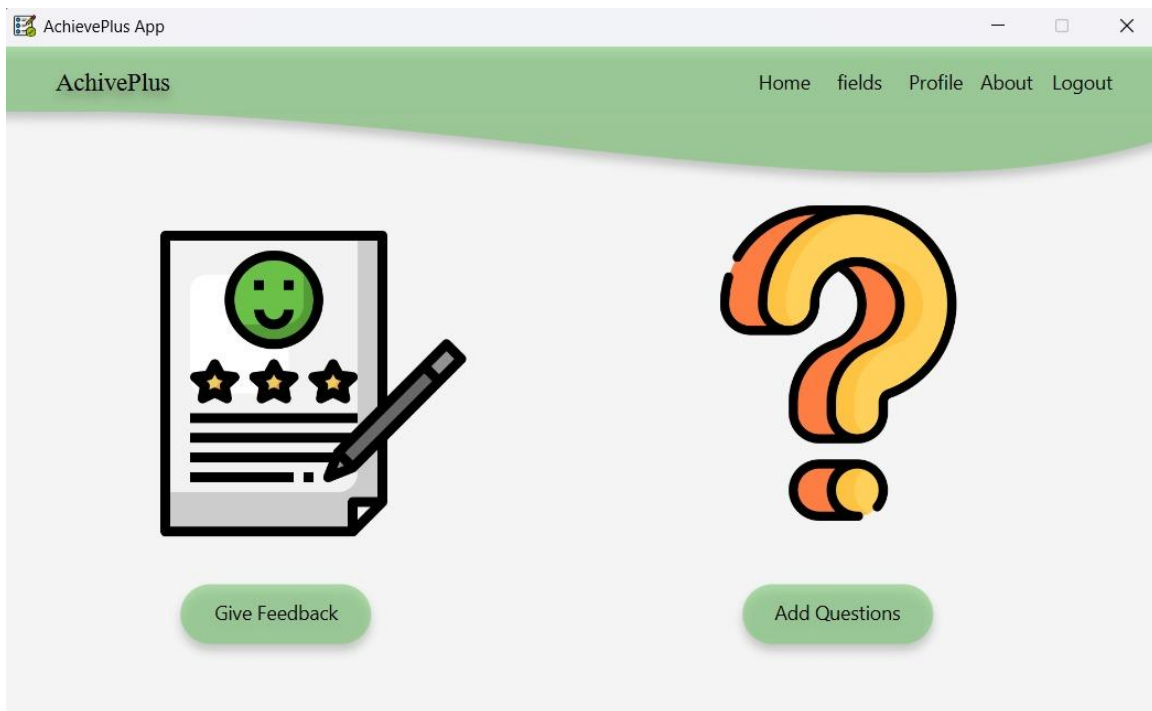 AchievePlus App
AchivePlus
Home fields Profile About Logout
Give Feedback
Add Questions